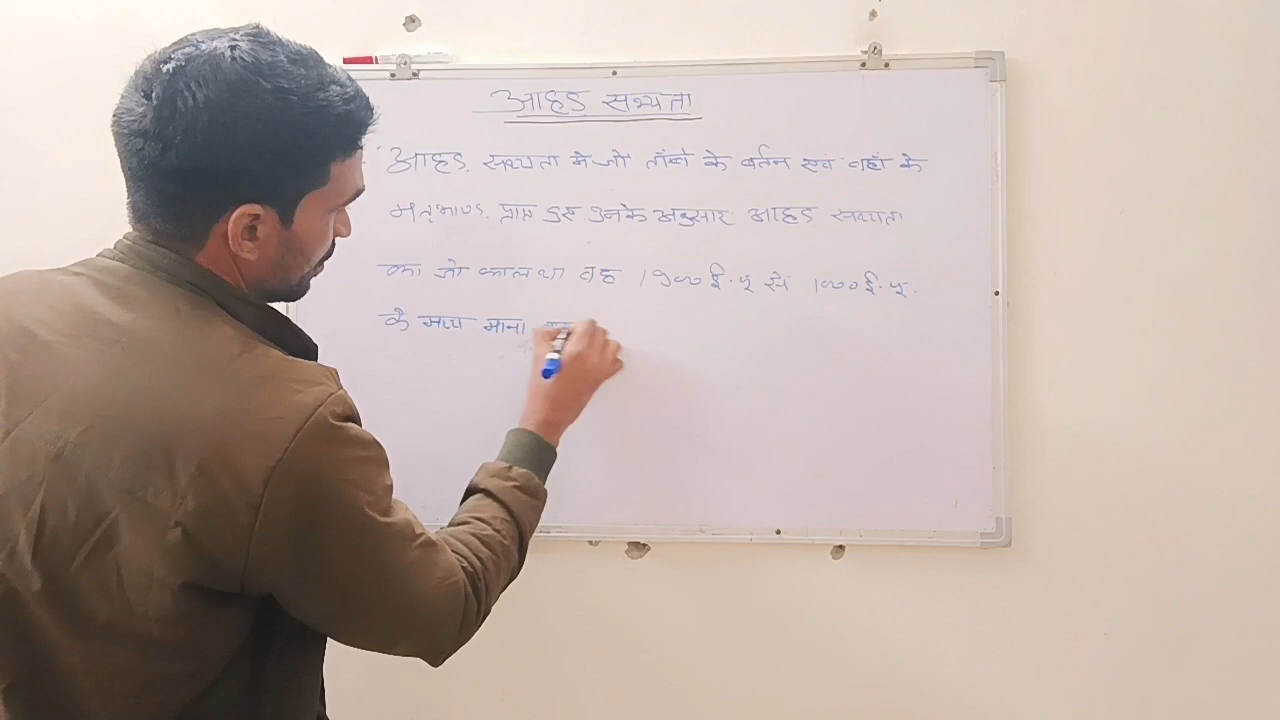 आहड सभ्यता
आहड. सभ्यता मे जो ताँबे के बर्तन एवं वहाँ के
प्राप्त हुए उनके अनुसार आहड सभ्यता
का जो काल था वह 1900 ई. पू से 1200 ई. पू.
के मध्य माना